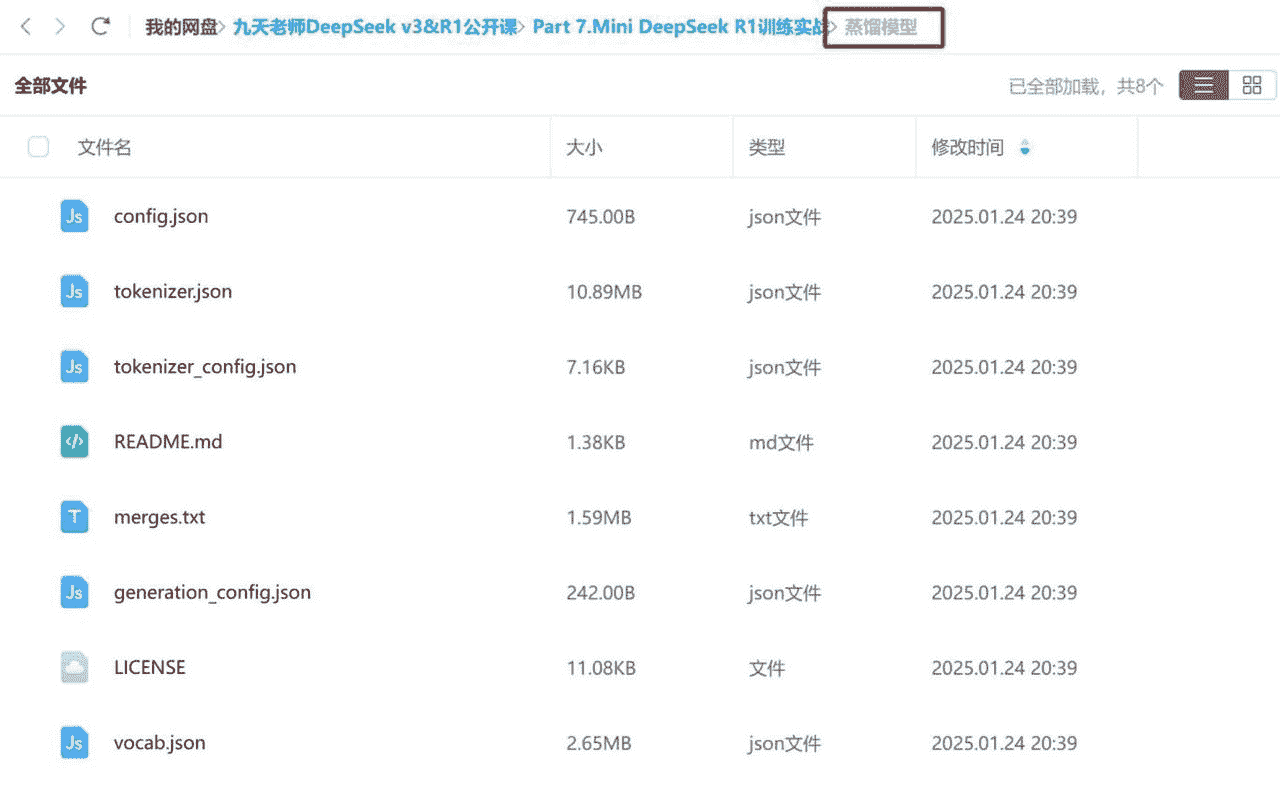 我的网盘> 九天老师DeepSeek v3&R1公开课> Part 7.Mini DeepSeek R1训练实战> 蒸馏模型
全部文件 已全部加载，共8个
文件名 大小 类型 修改时间
Js config.json 745.00B json文件 2025.01.24 20:39
Js tokenizer.json 10.89MB json文件 2025.01.24 20:39
Js tokenizer_config.json 7.16KB json文件 2025.01.24 20:39
</> README.md 1.38KB md文件 2025.01.24 20:39
T merges.txt 1.59MB txt文件 2025.01.24 20:39
Js generation_config.json 242.00B json文件 2025.01.24 20:39
LICENSE 11.08KB 文件 2025.01.24 20:39
Js vocab.json 2.65MB json文件 2025.01.24 20:39